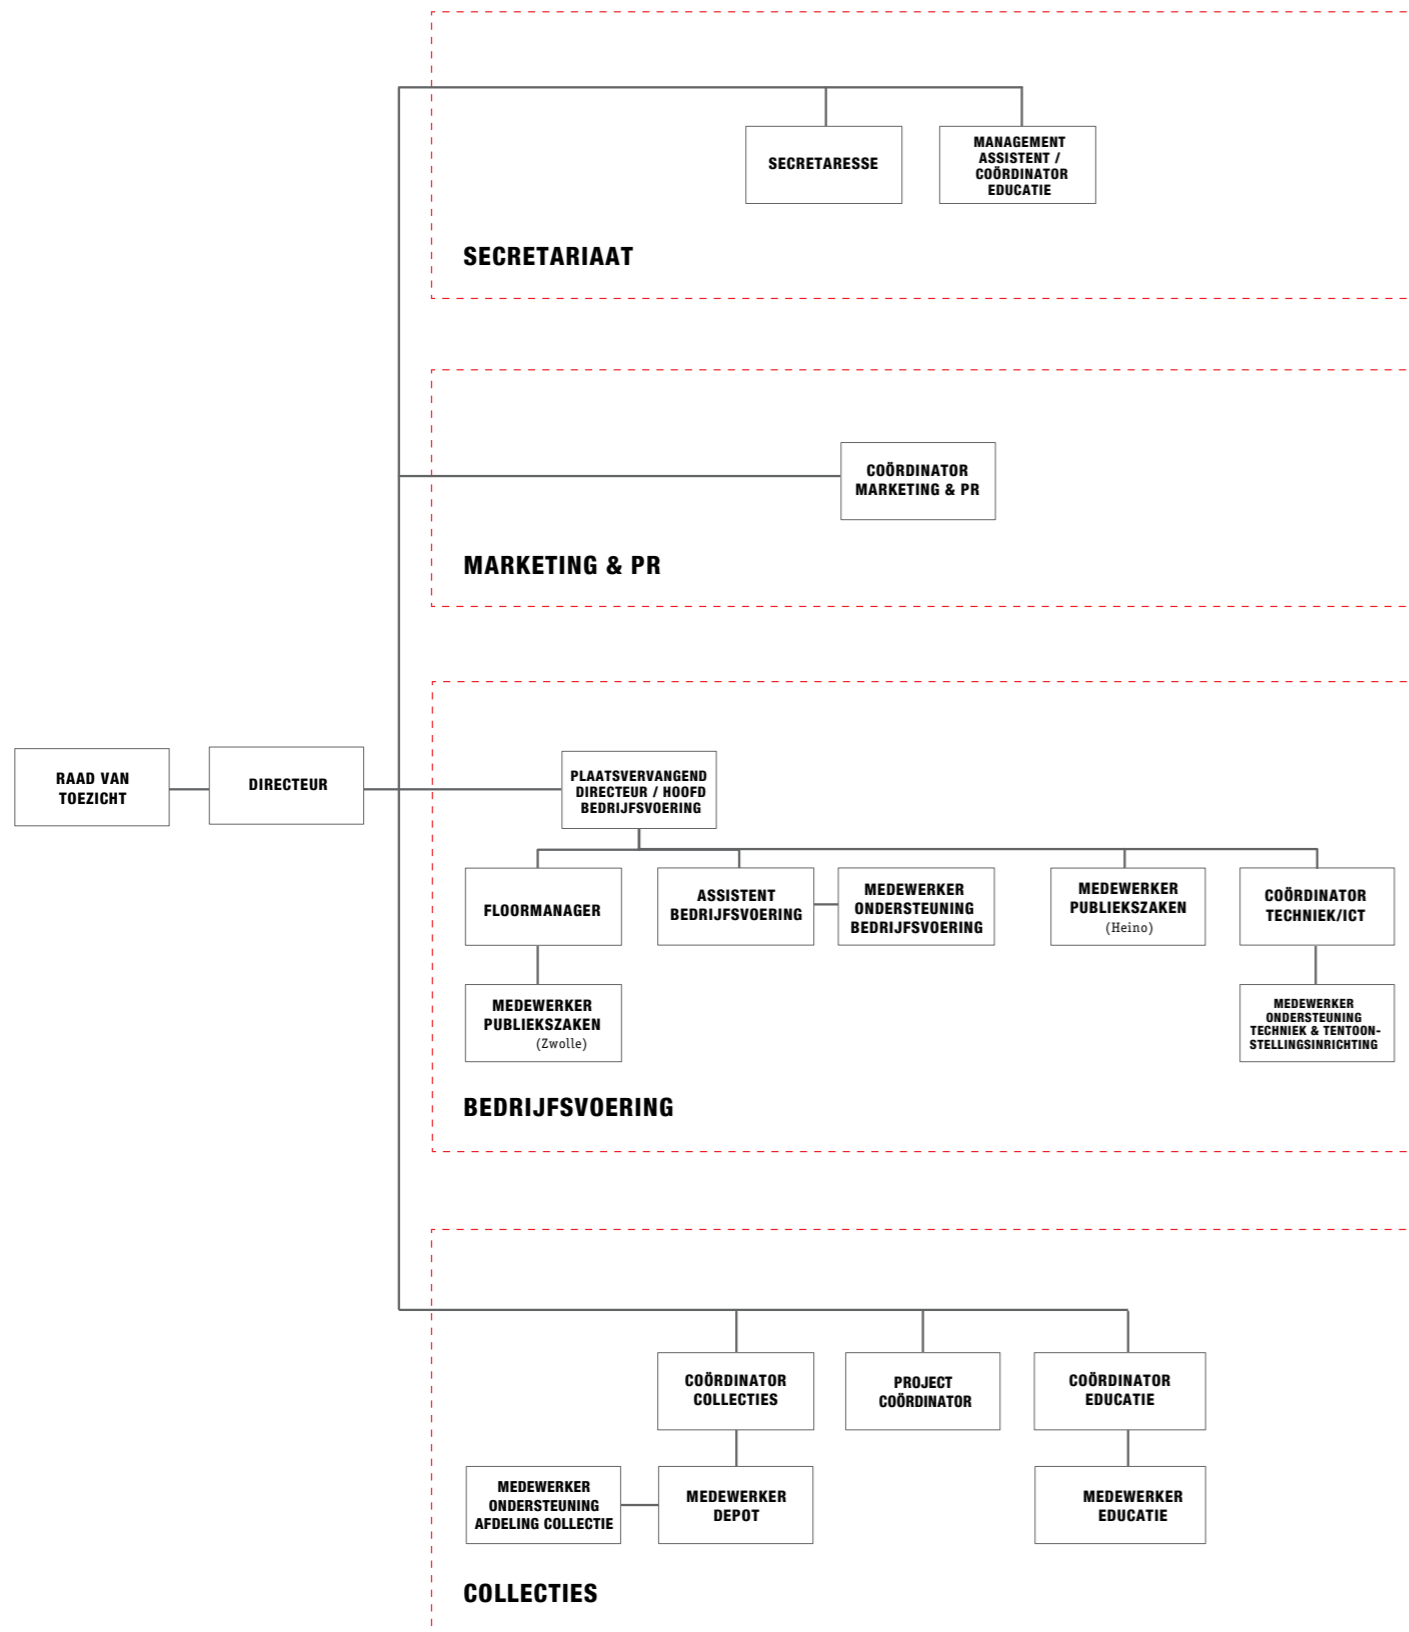 SECRETARESSE
MANAGEMENT
ASSISTENT /
COÖRDINATOR
EDUCATIE
SECRETARIAAT
COÖRDINATOR
MARKETING & PR
MARKETING & PR
RAAD VAN
TOEZICHT
DIRECTEUR
PLAATSVERVANGEND
DIRECTEUR / HOOFD
BEDRIJFSVOERING
FLOORMANAGER
ASSISTENT
BEDRIJFSVOERING
MEDEWERKER
ONDERSTEUNING
BEDRIJFSVOERING
MEDEWERKER
PUBLIEKSZAKEN
(Heino)
COÖRDINATOR
TECHNIEK/ICT
MEDEWERKER
PUBLIEKSZAKEN
(Zwolle)
MEDEWERKER
ONDERSTEUNING
TECHNIEK & TENTOON-
STELLINGSINRICHTING
BEDRIJFSVOERING
COÖRDINATOR
COLLECTIES
PROJECT
COÖRDINATOR
COÖRDINATOR
EDUCATIE
MEDEWERKER
ONDERSTEUNING
AFDELING COLLECTIE
MEDEWERKER
DEPOT
MEDEWERKER
EDUCATIE
COLLECTIES